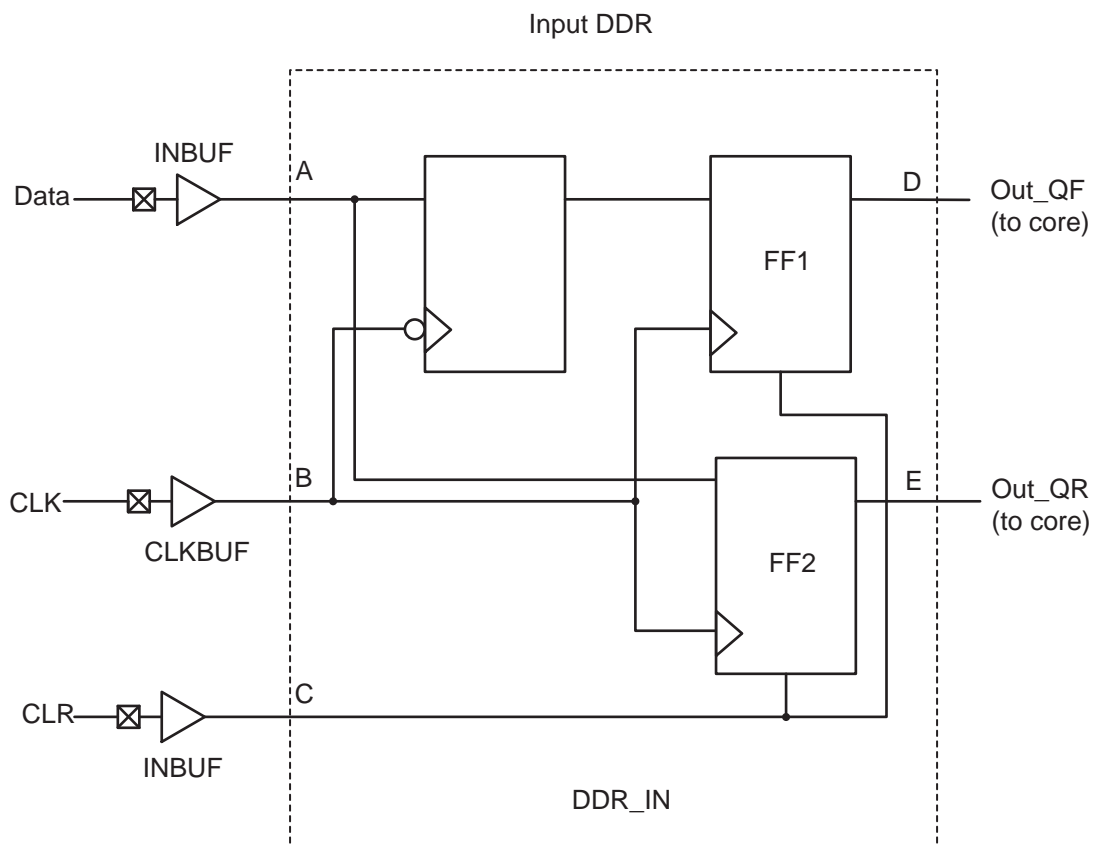 Input DDR
INBUF
A
D
Data
Out_QF
(to core)
FF1
B
E
CLK
Out_QR
(to core)
CLKBUF
FF2
C
CLR
INBUF
DDR_IN